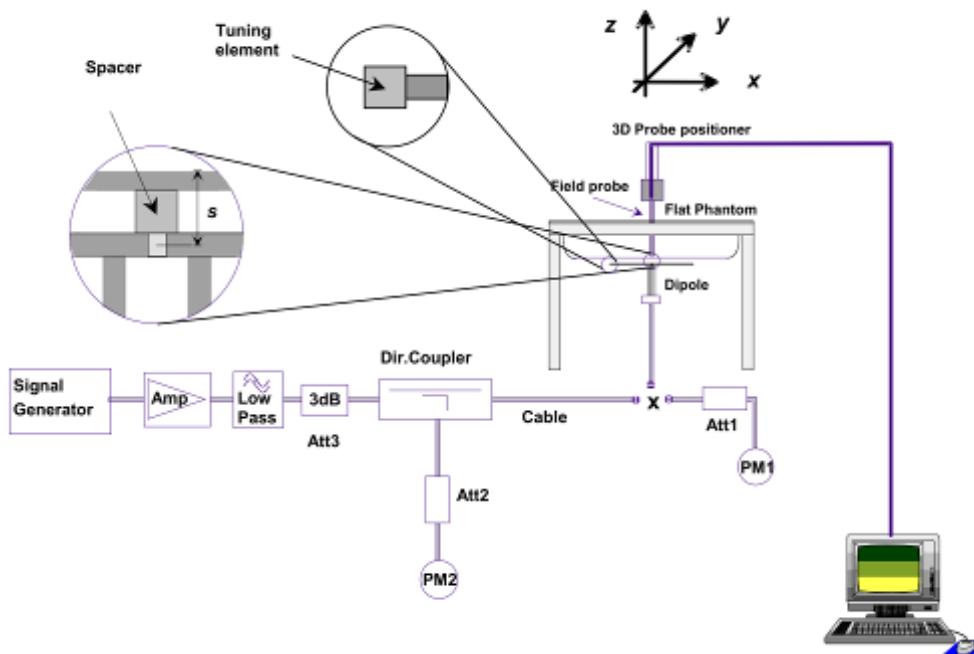 Tuning
element
Spacer
z
y
x
3D Probe positioner
s
Field probe
Flat Phantom
Dipole
Dir.Coupler
Signal
Generator
Amp
Low
Pass
3dB
Att3
Cable
x
Att1
PM1
Att2
PM2